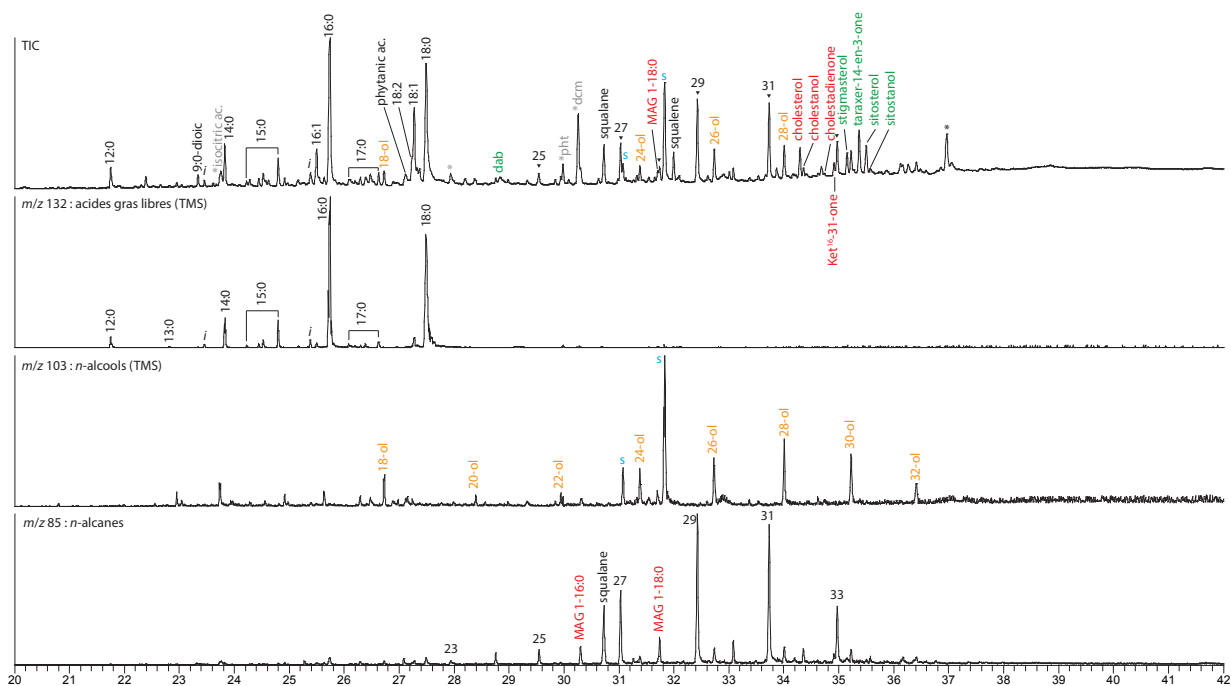 TIC
12:0
9:0-dioic
i
*isocitric ac.
14:0
15:0
i
16:1
16:0
17:0
18-ol
phytanic ac.
18:2
18:1
18:0
*
dab
25
*pht
*dcm
squalane
27
s
24-ol
MAG 1-18:0
s
squalene
29
26-ol
31
28-ol
cholesterol
cholestanol
cholestadienone
Ket¹⁶-31-one
stigmasterol
taraxer-14-en-3-one
sitosterol
sitostanol
*
m/z 132 : acides gras libres (TMS)
12:0
13:0
i
14:0
15:0
i
16:0
17:0
18:0
m/z 103 : n-alcools (TMS)
18-ol
20-ol
22-ol
s
24-ol
s
26-ol
28-ol
30-ol
32-ol
m/z 85 : n-alcanes
23
25
MAG 1-16:0
squalane
27
MAG 1-18:0
29
31
33
20 21 22 23 24 25 26 27 28 29 30 31 32 33 34 35 36 37 38 39 40 41 42